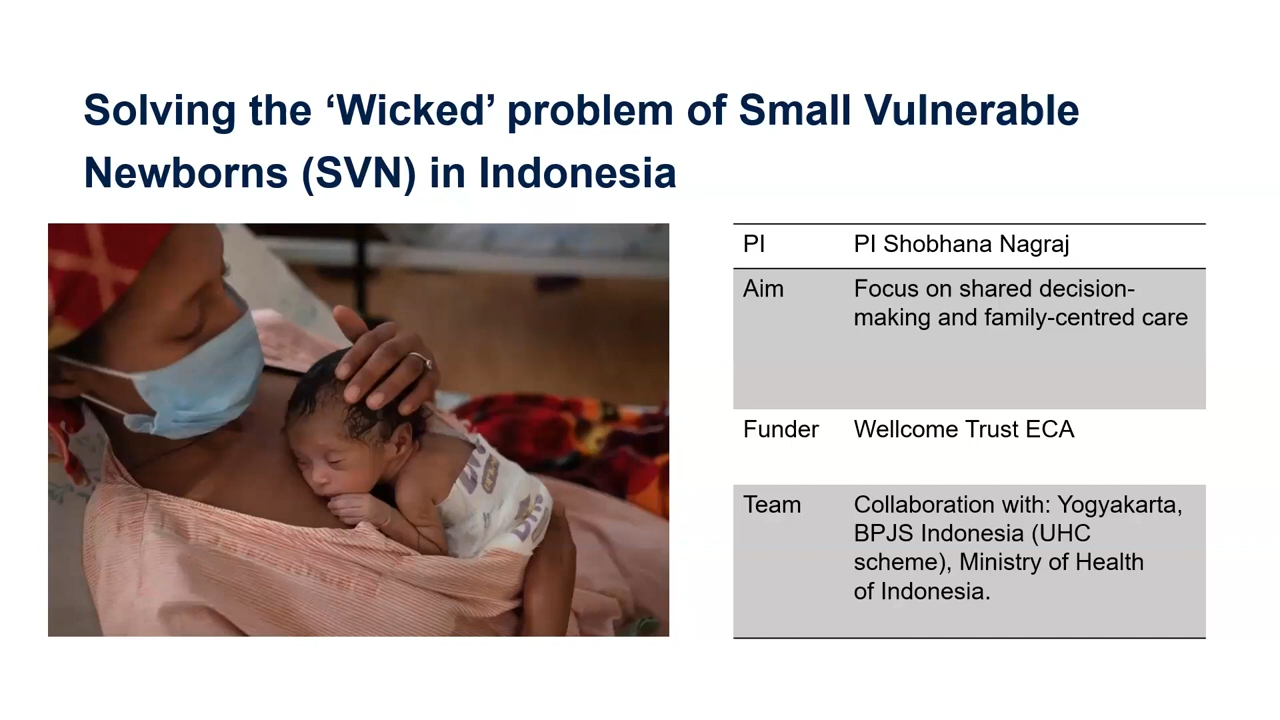 Solving the ‘Wicked’ problem of Small Vulnerable
Newborns (SVN) in Indonesia
PI PI Shobhana Nagraj
Aim Focus on shared decision-
making and family-centred care
Funder Wellcome Trust ECA
Team Collaboration with: Yogyakarta,
BPJS Indonesia (UHC
scheme), Ministry of Health
of Indonesia.